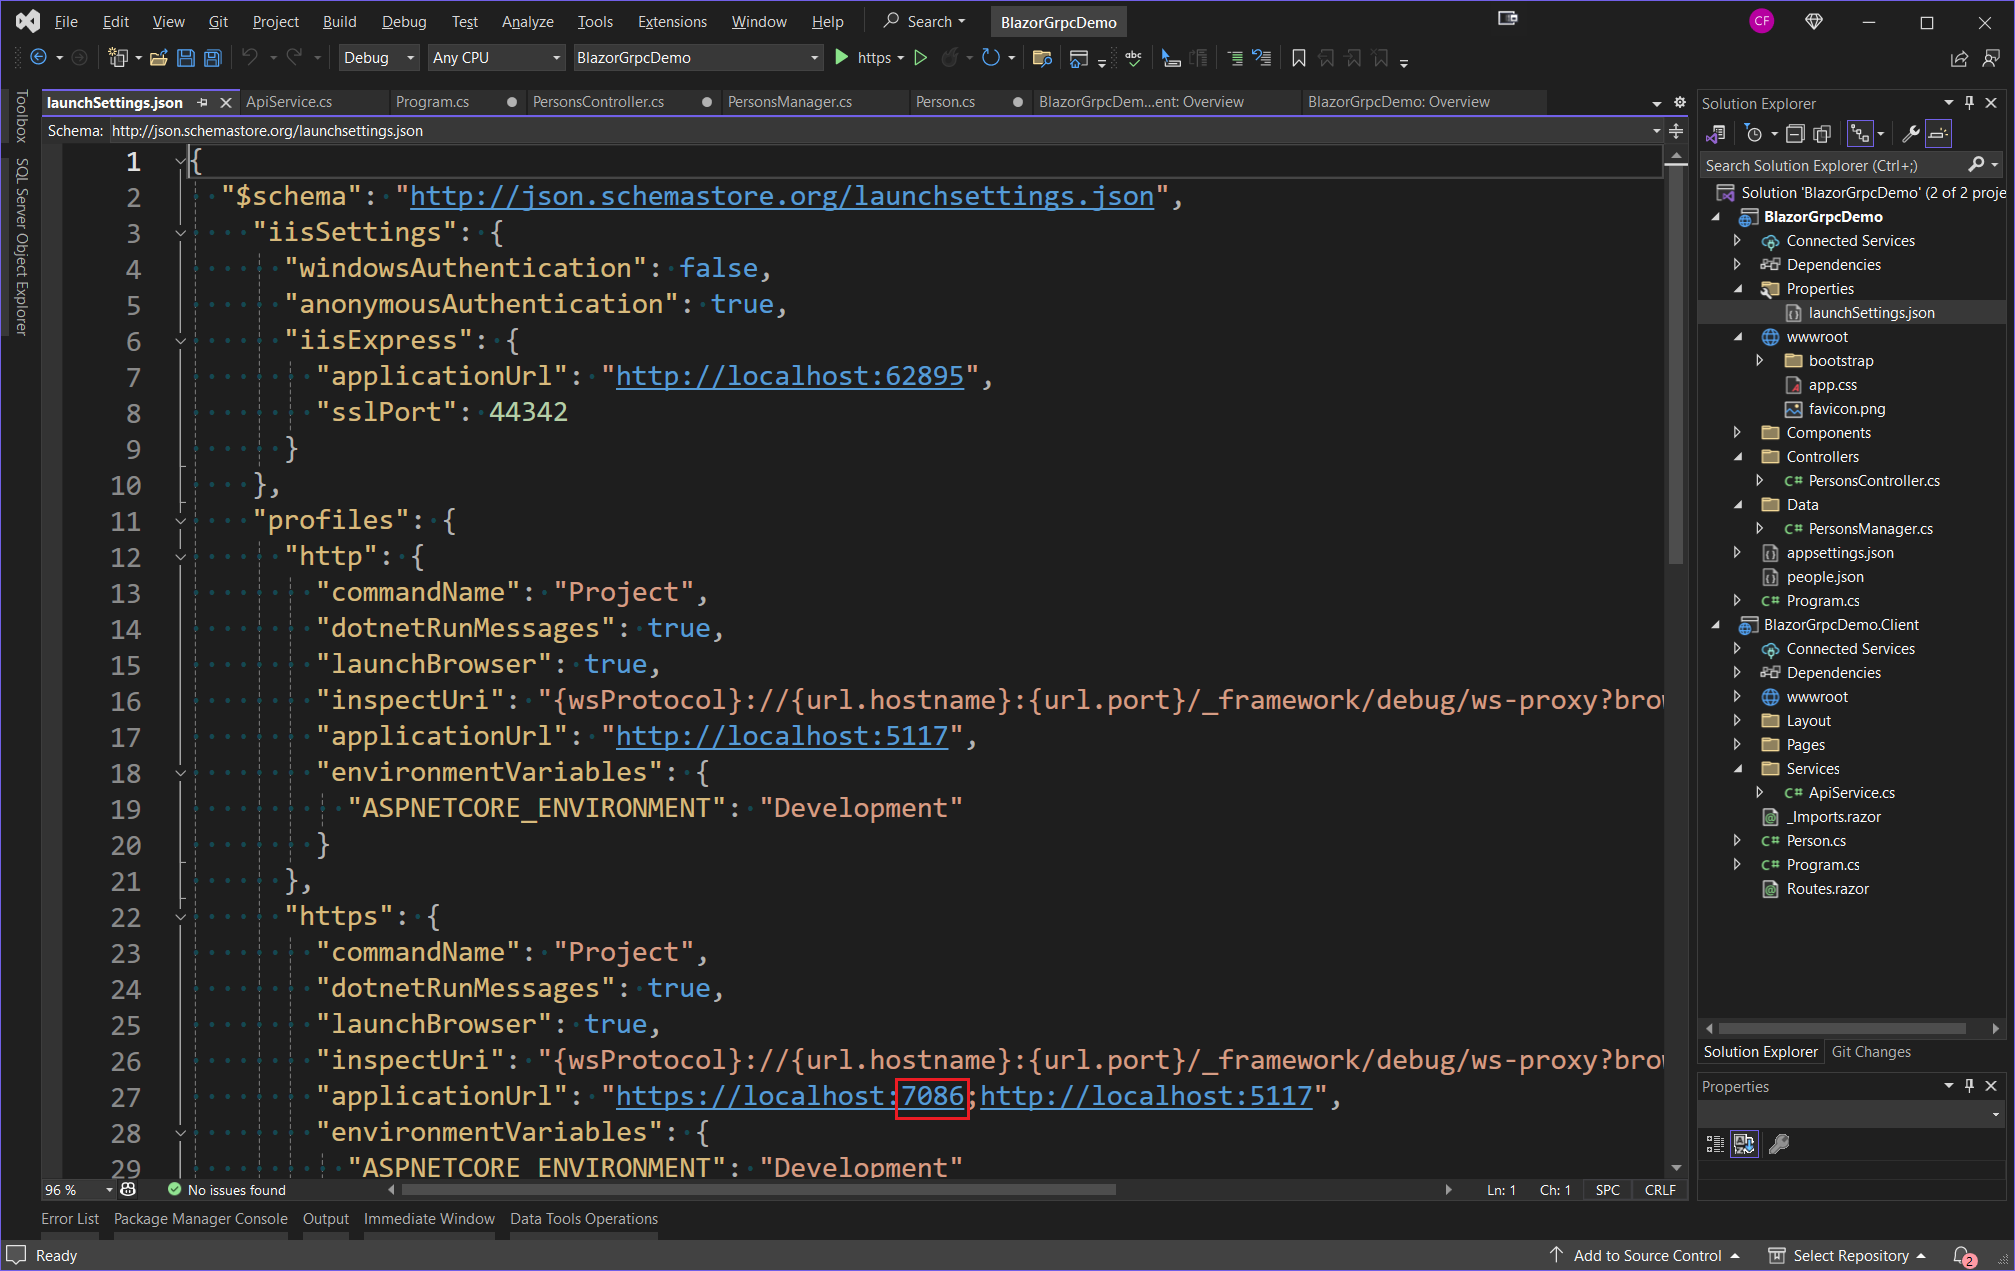 File Edit View Git Project Build Debug Test Analyze Tools Extensions Window Help Search BlazorGrpcDemo CF
Debug Any CPU BlazorGrpcDemo https abc
Toolbox
SQL Server Object Explorer
launchSettings.json ApiService.cs Program.cs PersonsController.cs PersonsManager.cs Person.cs BlazorGrpcDem...ent: Overview BlazorGrpcDemo: Overview
Schema: http://json.schemastore.org/launchsettings.json
1 {
2 "$schema": "http://json.schemastore.org/launchsettings.json",
3 "iisSettings": {
4 "windowsAuthentication": false,
5 "anonymousAuthentication": true,
6 "iisExpress": {
7 "applicationUrl": "http://localhost:62895",
8 "sslPort": 44342
9 }
10 },
11 "profiles": {
12 "http": {
13 "commandName": "Project",
14 "dotnetRunMessages": true,
15 "launchBrowser": true,
16 "inspectUri": "{wsProtocol}://{url.hostname}:{url.port}/_framework/debug/ws-proxy?brow
17 "applicationUrl": "http://localhost:5117",
18 "environmentVariables": {
19 "ASPNETCORE_ENVIRONMENT": "Development"
20 }
21 },
22 "https": {
23 "commandName": "Project",
24 "dotnetRunMessages": true,
25 "launchBrowser": true,
26 "inspectUri": "{wsProtocol}://{url.hostname}:{url.port}/_framework/debug/ws-proxy?brow
27 "applicationUrl": "https://localhost:7086;http://localhost:5117",
28 "environmentVariables": {
29 "ASPNETCORE_ENVIRONMENT": "Development"
96 % No issues found Ln: 1 Ch: 1 SPC CRLF
Error List Package Manager Console Output Immediate Window Data Tools Operations
Solution Explorer
Search Solution Explorer (Ctrl+;)
Solution 'BlazorGrpcDemo' (2 of 2 proje
BlazorGrpcDemo
Connected Services
Dependencies
Properties
launchSettings.json
wwwroot
bootstrap
app.css
favicon.png
Components
Controllers
C# PersonsController.cs
Data
C# PersonsManager.cs
appsettings.json
people.json
C# Program.cs
BlazorGrpcDemo.Client
Connected Services
Dependencies
wwwroot
Layout
Pages
Services
C# ApiService.cs
_Imports.razor
C# Person.cs
C# Program.cs
Routes.razor
Solution Explorer Git Changes
Properties
Ready Add to Source Control Select Repository 2